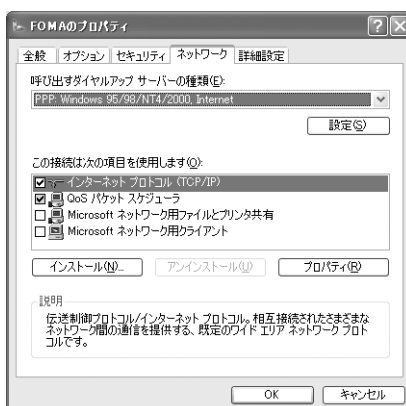 FOMAのプロパティ
全般 オプション セキュリティ ネットワーク 詳細設定
呼び出すダイヤルアップ サーバーの種類(E):
PPP: Windows 95/98/NT4/2000, Internet
設定(S)
この接続は次の項目を使用します(O):
インターネット プロトコル (TCP/IP)
QoS パケット スケジューラ
Microsoft ネットワーク用ファイルとプリンタ共有
Microsoft ネットワーク用クライアント
インストール(N)... アンインストール(U) プロパティ(R)
説明
伝送制御プロトコル/インターネット プロトコル。相互接続されたさまざまな
ネットワーク間の通信を提供する、既定のワイド エリア ネットワーク プロト
コルです。
OK キャンセル